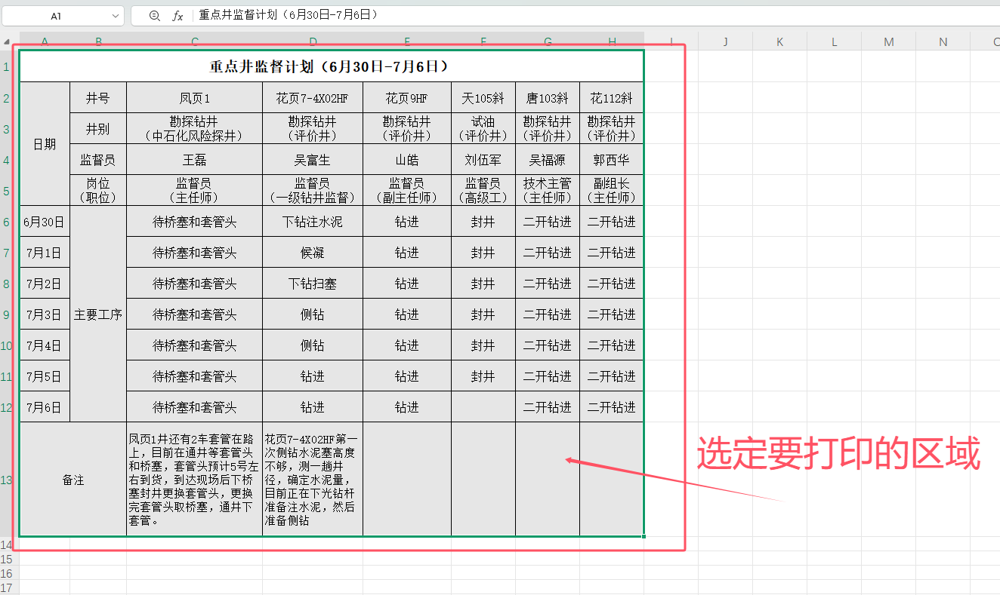 A1
fx
重点井监督计划（6月30日-7月6日）
A B C D E F G H I J K L M N O
1 重点井监督计划（6月30日-7月6日）
2 日期 井号 凤页1 花页7-4X02HF 花页9HF 天105斜 唐103斜 花112斜
3 井别 勘探钻井（中石化风险探井） 勘探钻井（评价井） 勘探钻井（评价井） 试油（评价井） 勘探钻井（评价井） 勘探钻井（评价井）
4 监督员 王磊 吴富生 山皓 刘伍军 吴福源 郭西华
5 岗位（职位） 监督员（主任师） 监督员（一级钻井监督） 监督员（副主任师） 监督员（高级工） 技术主管（主任师） 副组长（主任师）
6 6月30日 主要工序 待桥塞和套管头 下钻注水泥 钻进 封井 二开钻进 二开钻进
7 7月1日 待桥塞和套管头 候凝 钻进 封井 二开钻进 二开钻进
8 7月2日 待桥塞和套管头 下钻扫塞 钻进 封井 二开钻进 二开钻进
9 7月3日 待桥塞和套管头 侧钻 钻进 封井 二开钻进 二开钻进
10 7月4日 待桥塞和套管头 侧钻 钻进 封井 二开钻进 二开钻进
11 7月5日 待桥塞和套管头 钻进 钻进 封井 二开钻进 二开钻进
12 7月6日 待桥塞和套管头 钻进 钻进 二开钻进 二开钻进
13 备注
凤页1井还有2车套管在路
上，目前在通井等套管头
和桥塞，套管头预计5号左
右到货，到达现场后下桥
塞封井更换套管头，更换
完套管头取桥塞，通井下
套管。
花页7-4X02HF第一
次侧钻水泥塞高度
不够，测一趟井
径，确定水泥量，
目前正在下光钻杆
准备注水泥，然后
准备侧钻
选定要打印的区域
14
15
16
17